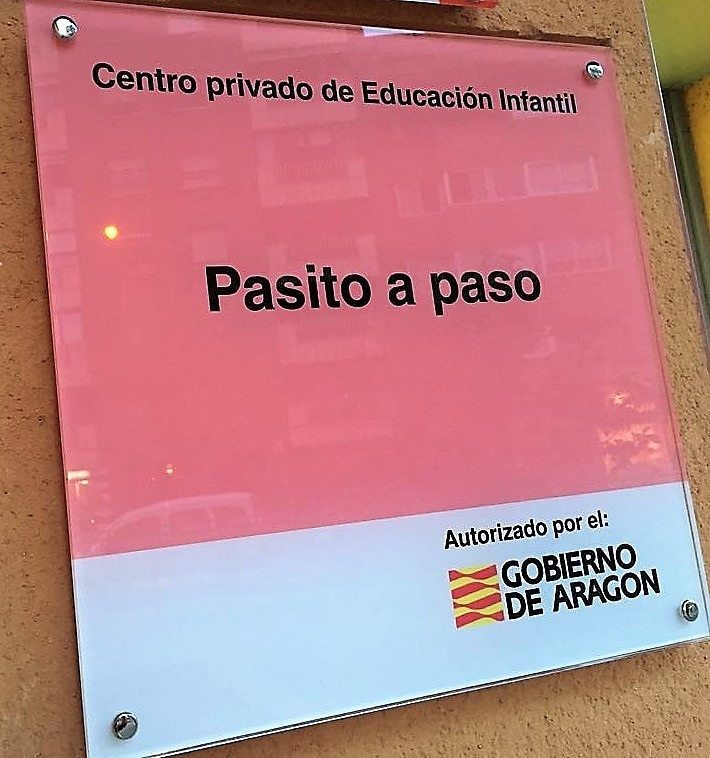 Centro privado de Educación Infantil
Pasito a paso
Autorizado por el:
GOBIERNO
DE ARAGON